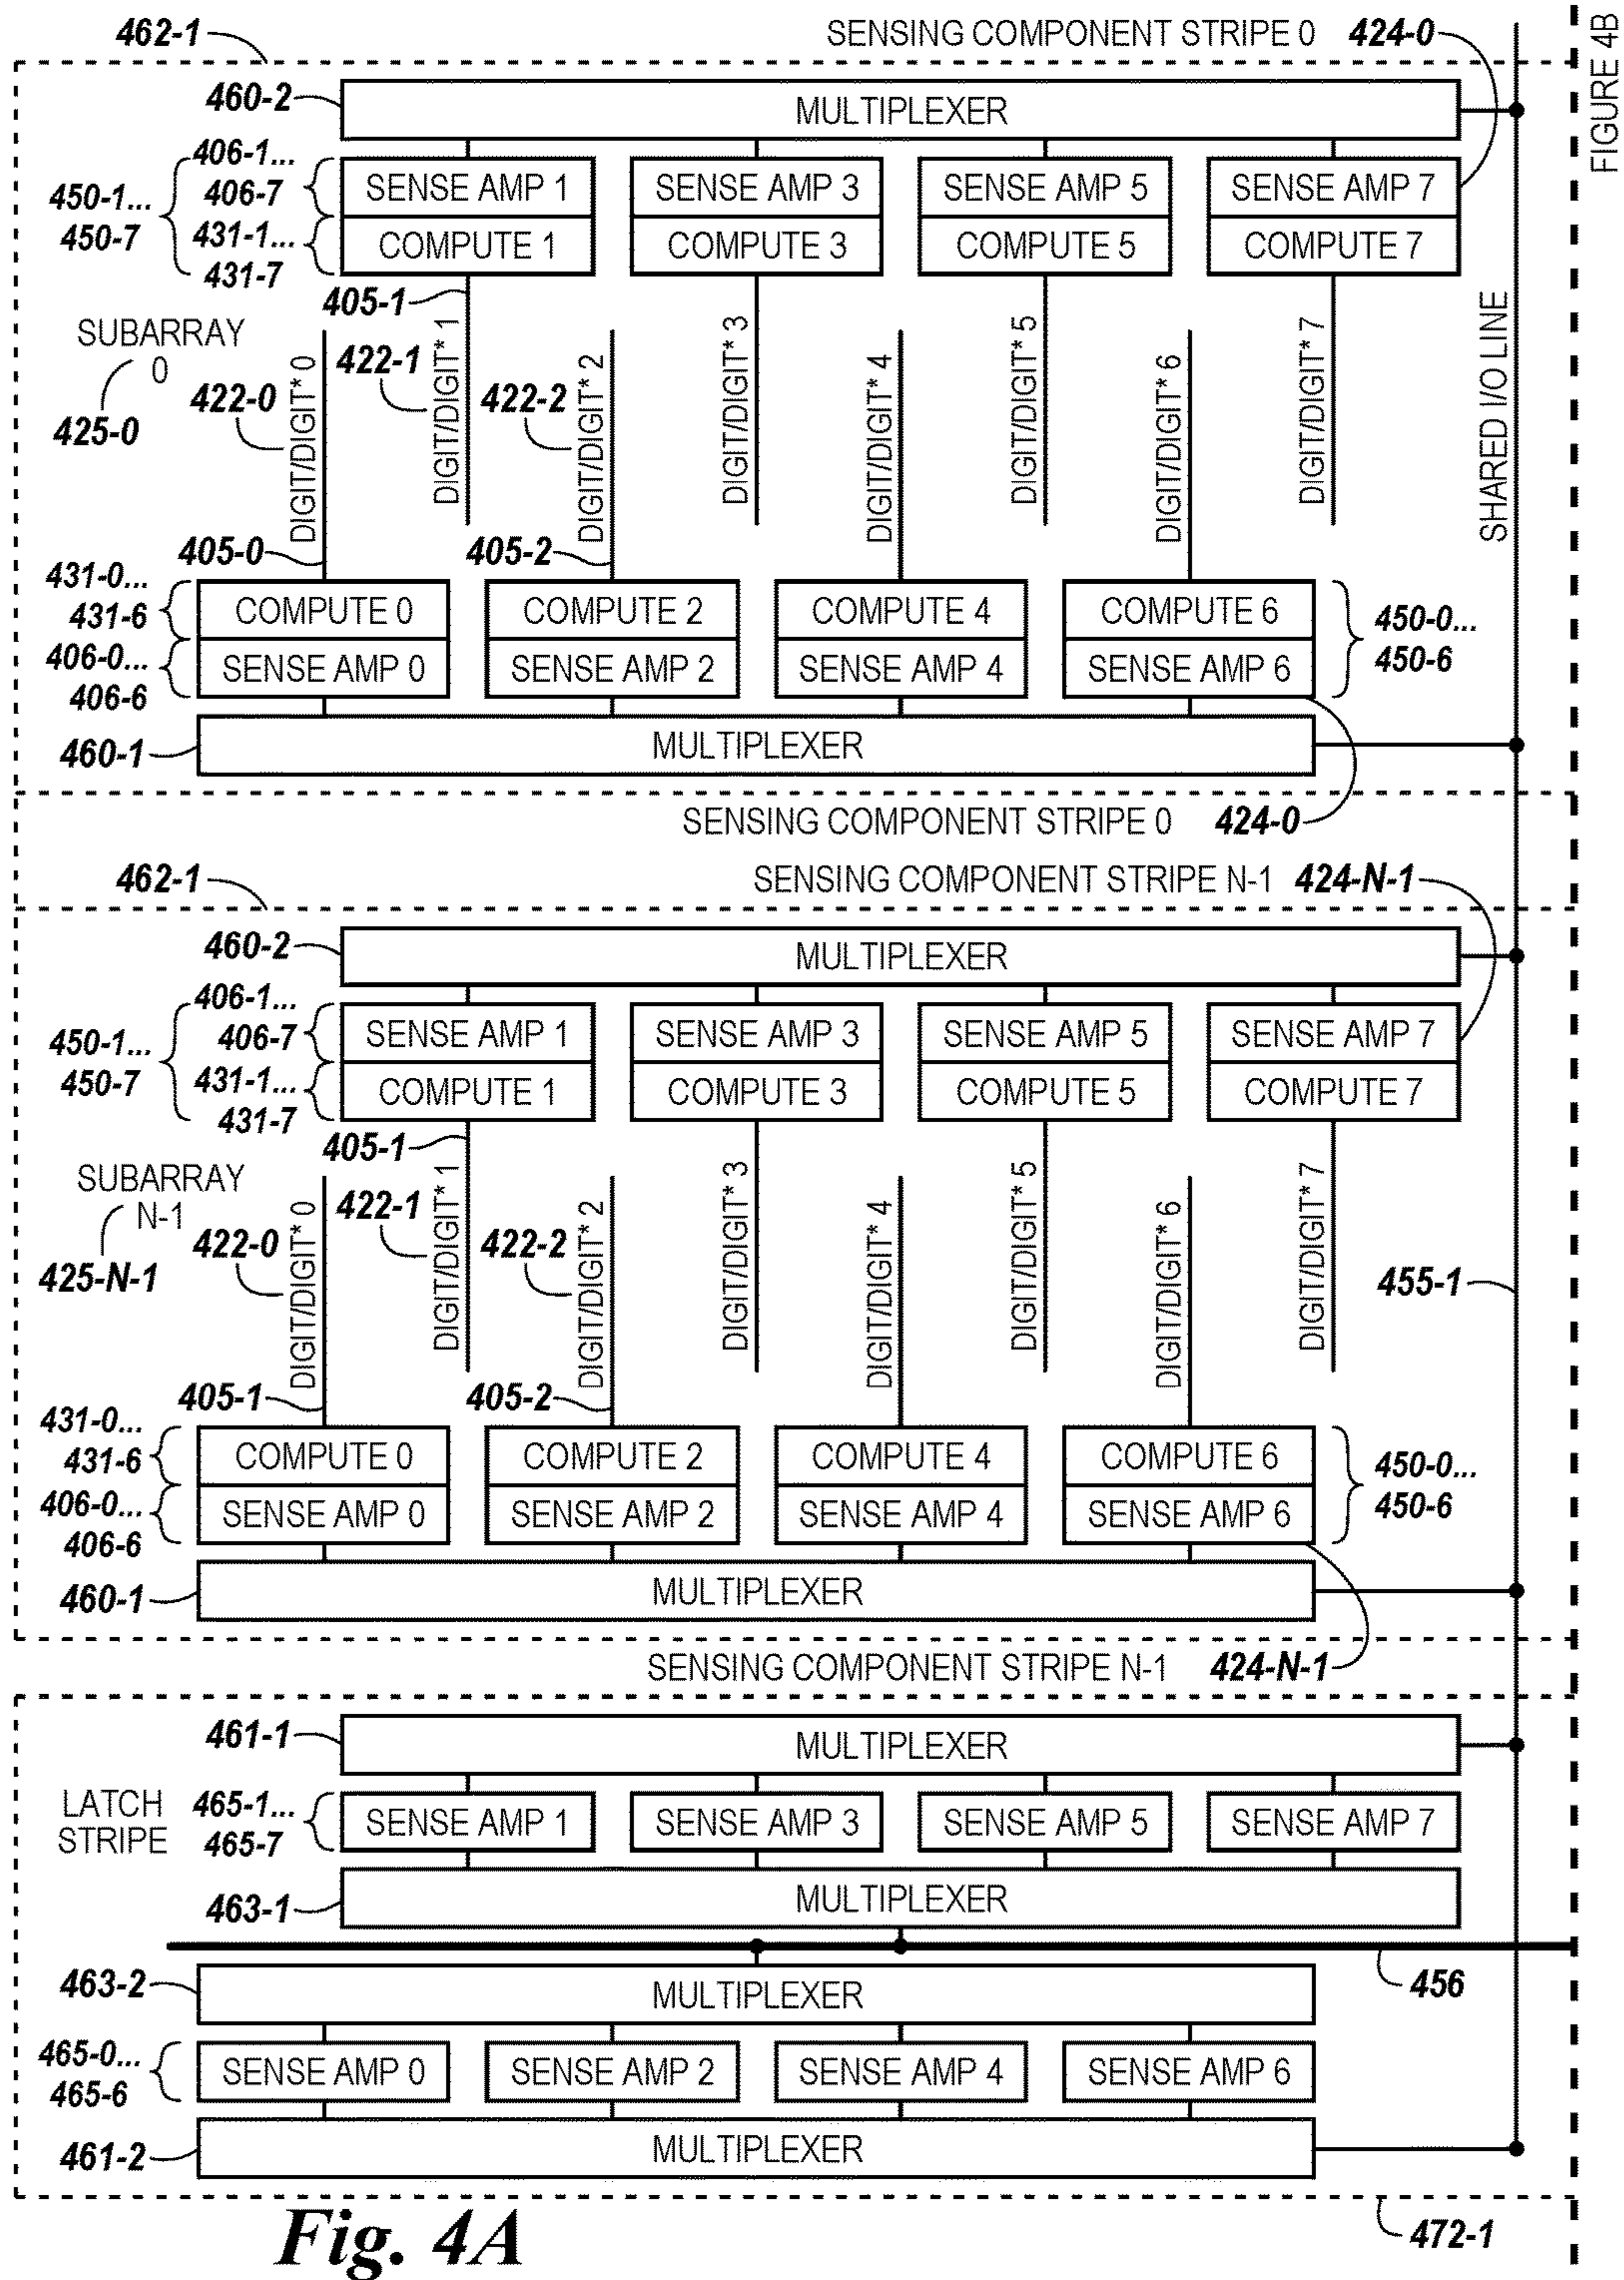 462-1
SENSING COMPONENT STRIPE 0 424-0
FIGURE 4B
460-2
MULTIPLEXER
406-1...
406-7
450-1...
450-7
431-1...
431-7
SENSE AMP 1 SENSE AMP 3 SENSE AMP 5 SENSE AMP 7
COMPUTE 1 COMPUTE 3 COMPUTE 5 COMPUTE 7
405-1
SUBARRAY
0
425-0
422-0
DIGIT/DIGIT* 0
422-1
DIGIT/DIGIT* 1
422-2
DIGIT/DIGIT* 2
DIGIT/DIGIT* 3
DIGIT/DIGIT* 4
DIGIT/DIGIT* 5
DIGIT/DIGIT* 6
DIGIT/DIGIT* 7
SHARED I/O LINE
405-0
405-2
431-0...
431-6
406-0...
406-6
COMPUTE 0 COMPUTE 2 COMPUTE 4 COMPUTE 6
SENSE AMP 0 SENSE AMP 2 SENSE AMP 4 SENSE AMP 6
450-0...
450-6
460-1
MULTIPLEXER
SENSING COMPONENT STRIPE 0 424-0
462-1
SENSING COMPONENT STRIPE N-1 424-N-1
460-2
MULTIPLEXER
406-1...
406-7
450-1...
450-7
431-1...
431-7
SENSE AMP 1 SENSE AMP 3 SENSE AMP 5 SENSE AMP 7
COMPUTE 1 COMPUTE 3 COMPUTE 5 COMPUTE 7
405-1
SUBARRAY
N-1
425-N-1
422-0
DIGIT/DIGIT* 0
422-1
DIGIT/DIGIT* 1
422-2
DIGIT/DIGIT* 2
DIGIT/DIGIT* 3
DIGIT/DIGIT* 4
DIGIT/DIGIT* 5
DIGIT/DIGIT* 6
DIGIT/DIGIT* 7
455-1
405-1
405-2
431-0...
431-6
406-0...
406-6
COMPUTE 0 COMPUTE 2 COMPUTE 4 COMPUTE 6
SENSE AMP 0 SENSE AMP 2 SENSE AMP 4 SENSE AMP 6
450-0...
450-6
460-1
MULTIPLEXER
SENSING COMPONENT STRIPE N-1 424-N-1
461-1
MULTIPLEXER
LATCH
STRIPE
465-1...
465-7
SENSE AMP 1 SENSE AMP 3 SENSE AMP 5 SENSE AMP 7
463-1
MULTIPLEXER
463-2
MULTIPLEXER
456
465-0...
465-6
SENSE AMP 0 SENSE AMP 2 SENSE AMP 4 SENSE AMP 6
461-2
MULTIPLEXER
472-1
Fig. 4A